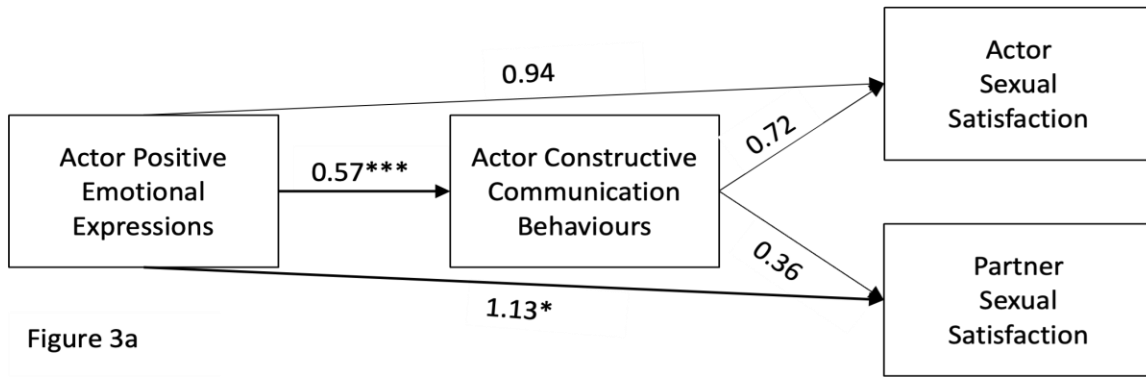 Actor
Sexual
Satisfaction
0.94
Actor Positive
Emotional
Expressions
0.57***
Actor Constructive
Communication
Behaviours
0.72
0.36
1.13*
Partner
Sexual
Satisfaction
Figure 3a